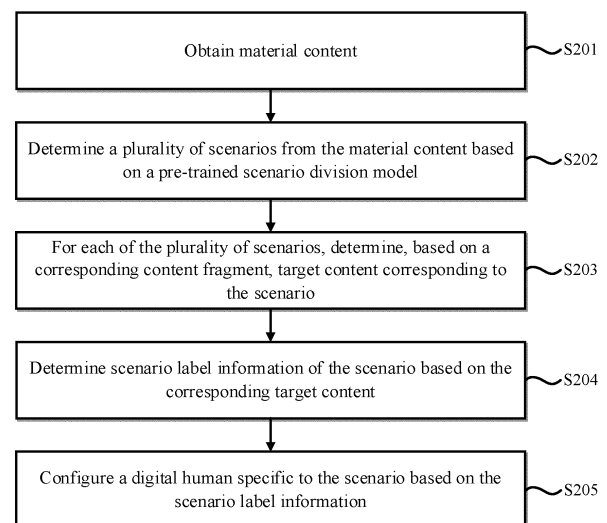 Obtain material content
S201
Determine a plurality of scenarios from the material content based
on a pre-trained scenario division model
S202
For each of the plurality of scenarios, determine, based on a
corresponding content fragment, target content corresponding to
the scenario
S203
Determine scenario label information of the scenario based on the
corresponding target content
S204
Configure a digital human specific to the scenario based on the
scenario label information
S205